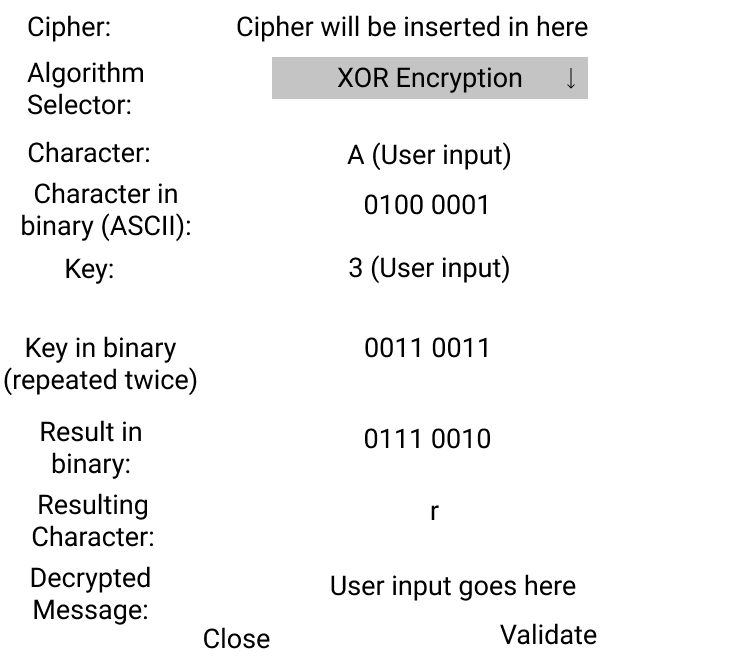 Cipher: Cipher will be inserted in here
Algorithm
Selector:
XOR Encryption ↓
Character: A (User input)
Character in
binary (ASCII):
0100 0001
Key: 3 (User input)
Key in binary
(repeated twice)
0011 0011
Result in
binary:
0111 0010
Resulting
Character:
r
Decrypted
Message:
User input goes here
Close Validate